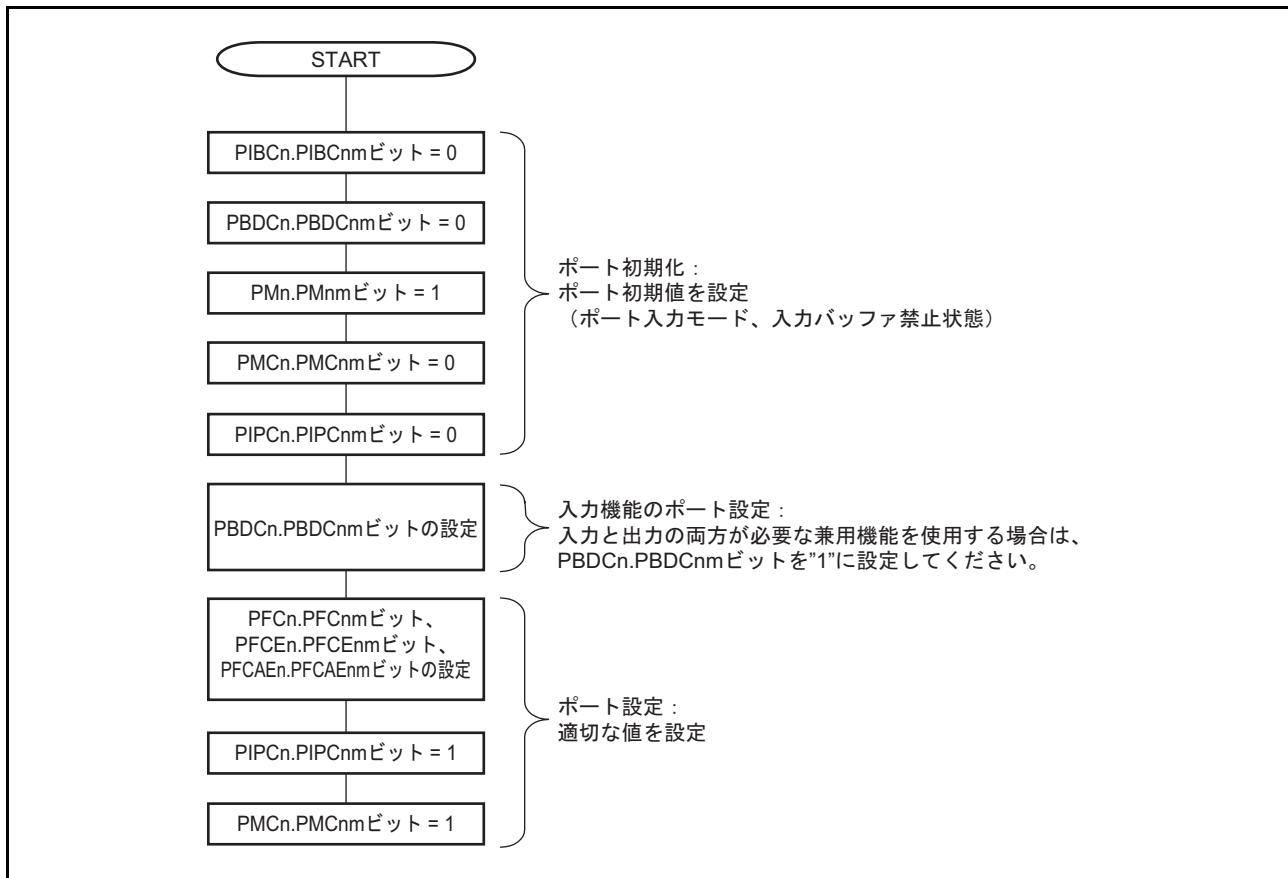 START
PIBCn.PIBCnmビット = 0
PBDCn.PBDCnmビット = 0
PMn.PMnmビット = 1
PMCn.PMCnmビット = 0
PIPCn.PIPCnmビット = 0
ポート初期化：
ポート初期値を設定
（ポート入力モード、入力バッファ禁止状態）
PBDCn.PBDCnmビットの設定
入力機能のポート設定：
入力と出力の両方が必要な兼用機能を使用する場合は、
PBDCn.PBDCnmビットを”1”に設定してください。
PFCn.PFCnmビット、
PFCEn.PFCEnmビット、
PFCAEn.PFCAEnmビットの設定
PIPCn.PIPCnmビット = 1
PMCn.PMCnmビット = 1
ポート設定：
適切な値を設定